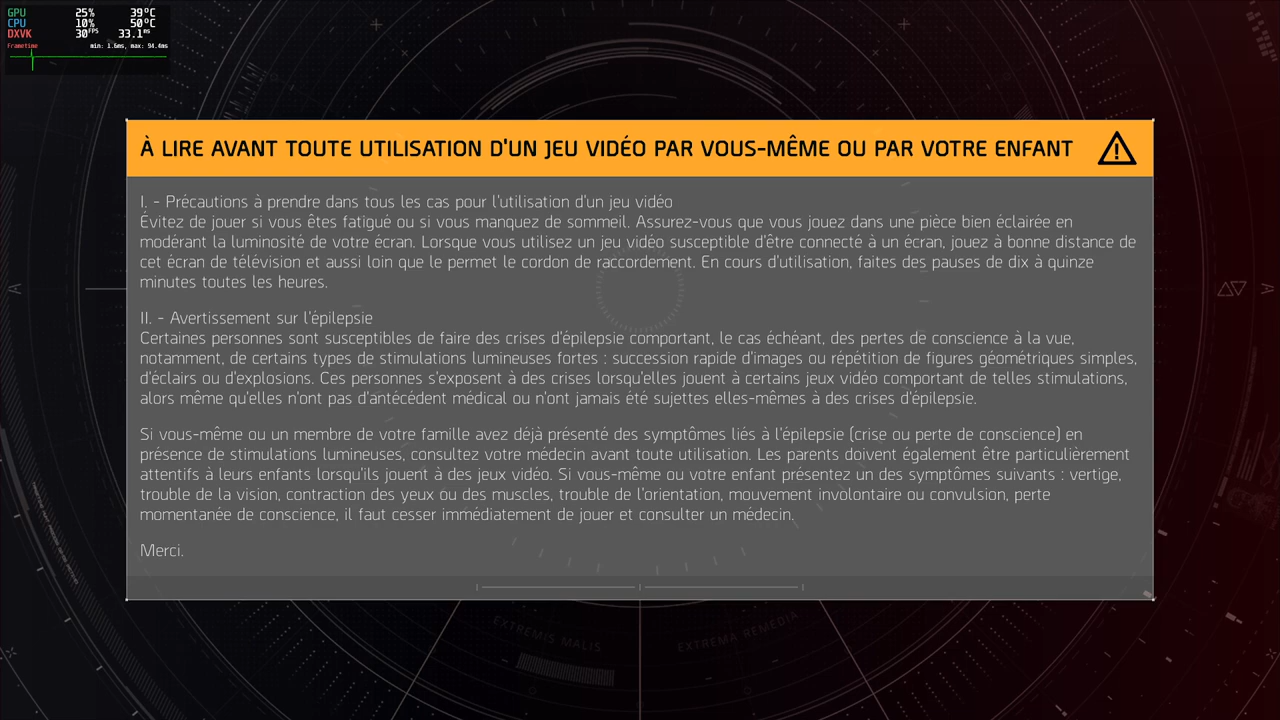 GPU 25% 39°C
CPU 10% 50°C
DXVK 30FPS 33.1ms
Frametime min: 1.6ms, max: 94.4ms
À LIRE AVANT TOUTE UTILISATION D'UN JEU VIDÉO PAR VOUS-MÊME OU PAR VOTRE ENFANT
I. - Précautions à prendre dans tous les cas pour l'utilisation d'un jeu vidéo
Évitez de jouer si vous êtes fatigué ou si vous manquez de sommeil. Assurez-vous que vous jouez dans une pièce bien éclairée en
modérant la luminosité de votre écran. Lorsque vous utilisez un jeu vidéo susceptible d'être connecté à un écran, jouez à bonne distance de
cet écran de télévision et aussi loin que le permet le cordon de raccordement. En cours d'utilisation, faites des pauses de dix à quinze
minutes toutes les heures.
II. - Avertissement sur l'épilepsie
Certaines personnes sont susceptibles de faire des crises d'épilepsie comportant, le cas échéant, des pertes de conscience à la vue,
notamment, de certains types de stimulations lumineuses fortes : succession rapide d'images ou répétition de figures géométriques simples,
d'éclairs ou d'explosions. Ces personnes s'exposent à des crises lorsqu'elles jouent à certains jeux vidéo comportant de telles stimulations,
alors même qu'elles n'ont pas d'antécédent médical ou n'ont jamais été sujettes elles-mêmes à des crises d'épilepsie.
Si vous-même ou un membre de votre famille avez déjà présenté des symptômes liés à l'épilepsie (crise ou perte de conscience) en
présence de stimulations lumineuses, consultez votre médecin avant toute utilisation. Les parents doivent également être particulièrement
attentifs à leurs enfants lorsqu'ils jouent à des jeux vidéo. Si vous-même ou votre enfant présentez un des symptômes suivants : vertige,
trouble de la vision, contraction des yeux ou des muscles, trouble de l'orientation, mouvement involontaire ou convulsion, perte
momentanée de conscience, il faut cesser immédiatement de jouer et consulter un médecin.
Merci.
EXTREMIS MALIS EXTREMA REMEDIA